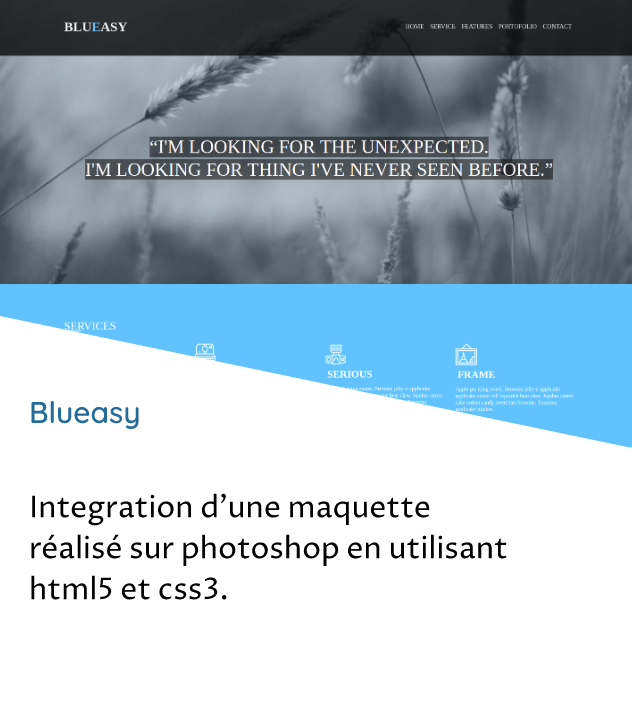 BLUEASY
HOME SERVICE FEATURES PORTOFOLIO CONTACT
“I'M LOOKING FOR THE UNEXPECTED.
I'M LOOKING FOR THING I'VE NEVER SEEN BEFORE.”
SERVICES
SERIOUS
FRAME
Blueasy
Integration d’une maquette
réalisé sur photoshop en utilisant
html5 et css3.